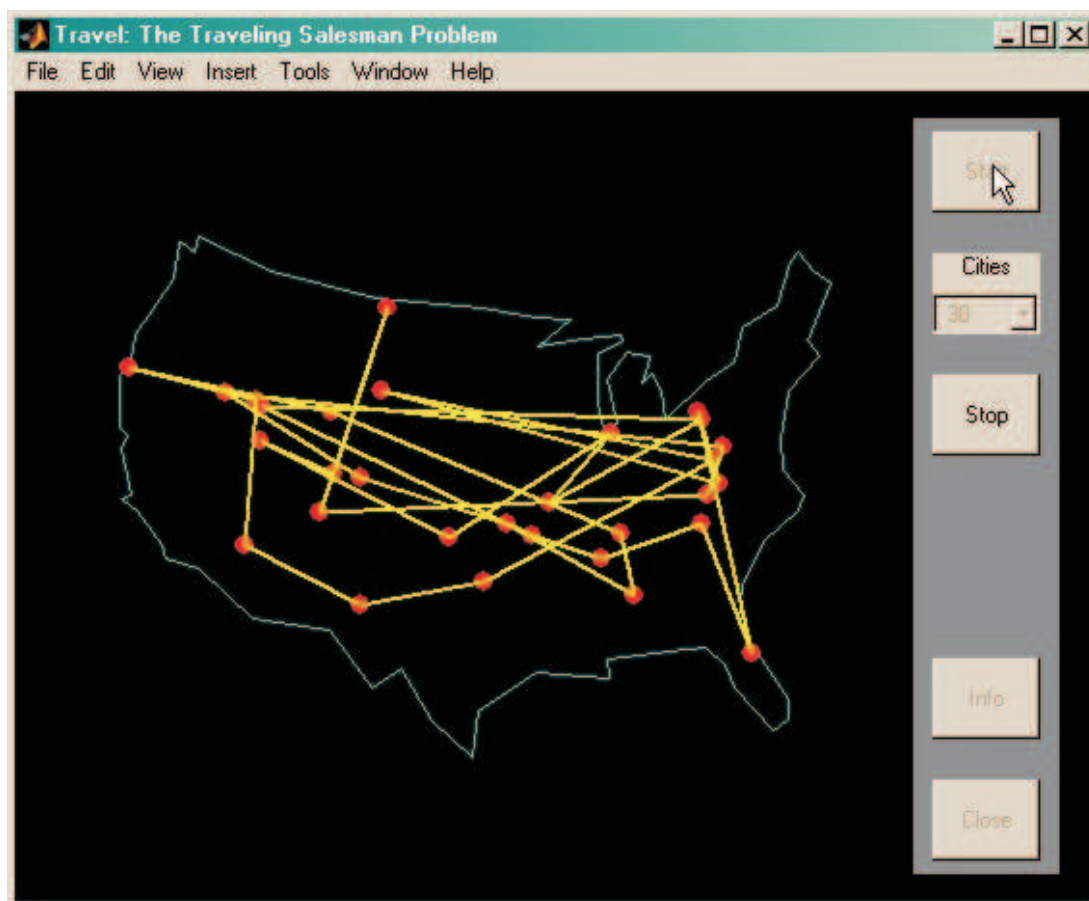 Travel: The Traveling Salesman Problem
File Edit View Insert Tools Window Help
Cities
30
Stop
Info
Close